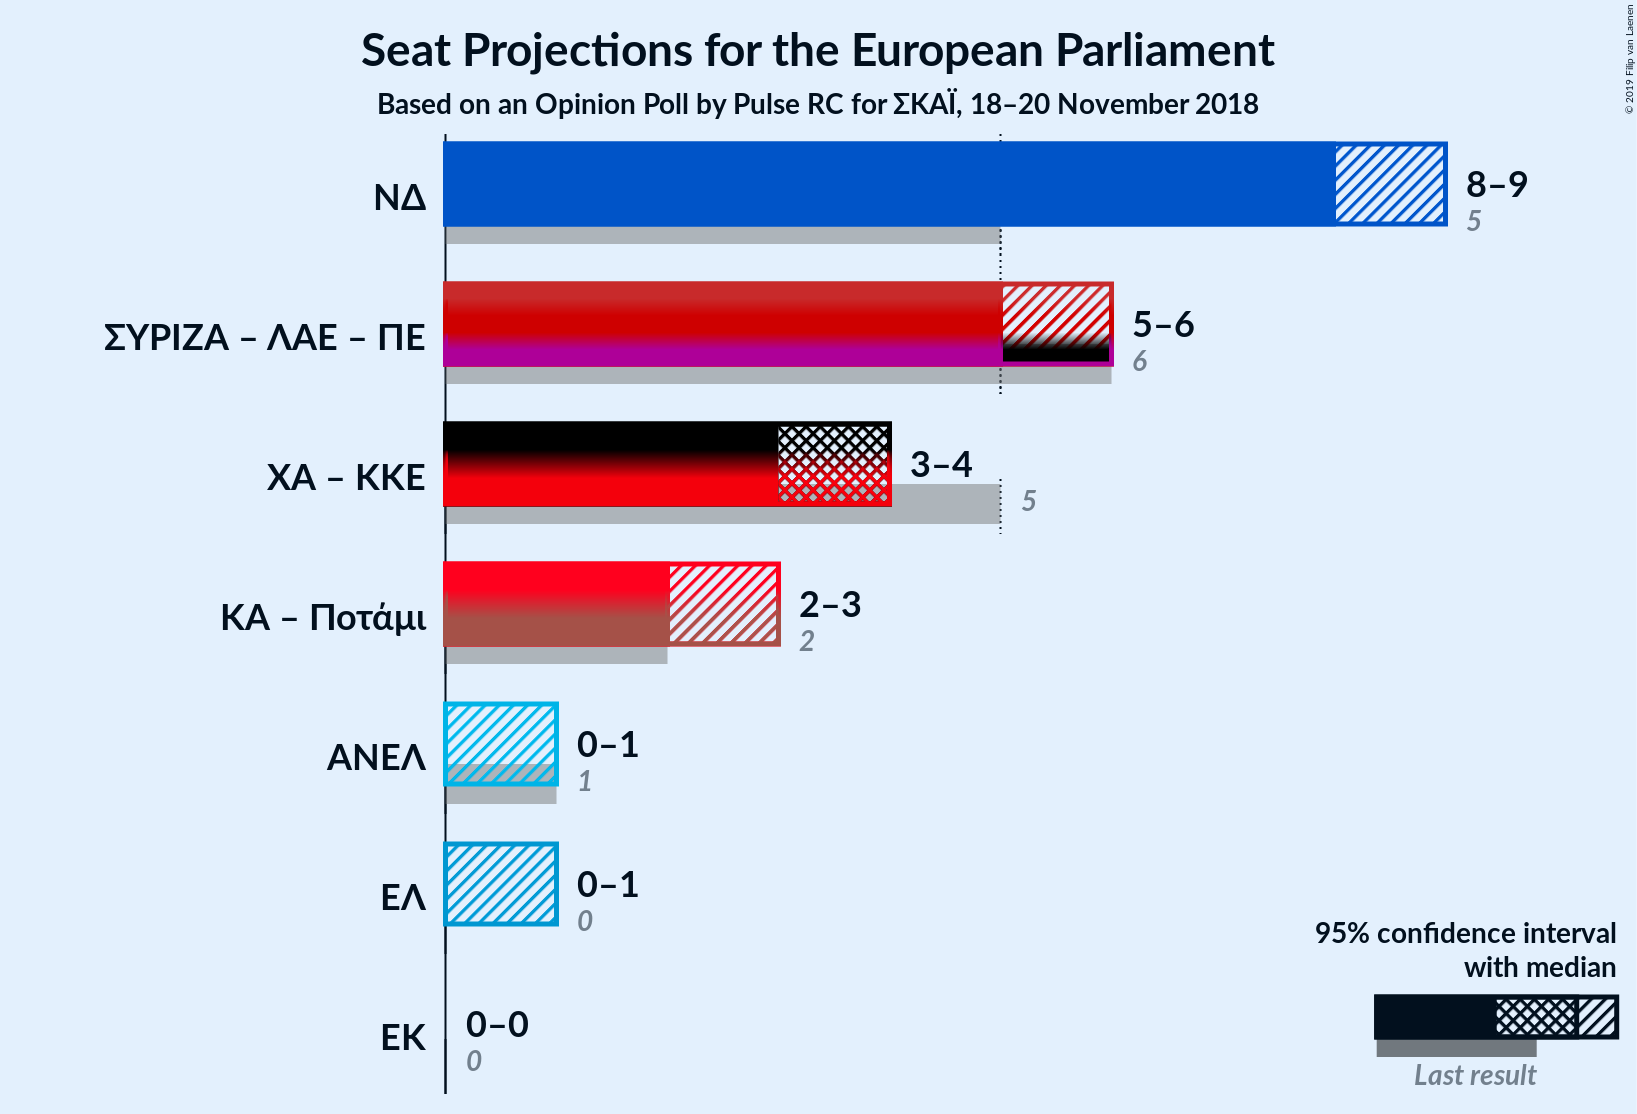 Seat Projections for the European Parliament
Based on an Opinion Poll by Pulse RC for ΣΚΑΪ, 18–20 November 2018
© 2019 Filip van Laenen
ΝΔ
8–9
5
ΣΥΡΙΖΑ – ΛΑΕ – ΠΕ
5–6
6
ΧΑ – ΚΚΕ
3–4
5
ΚΑ – Ποτάμι
2–3
2
ΑΝΕΛ
0–1
1
ΕΛ
0–1
0
ΕΚ
0–0
0
95% confidence interval
with median
Last result